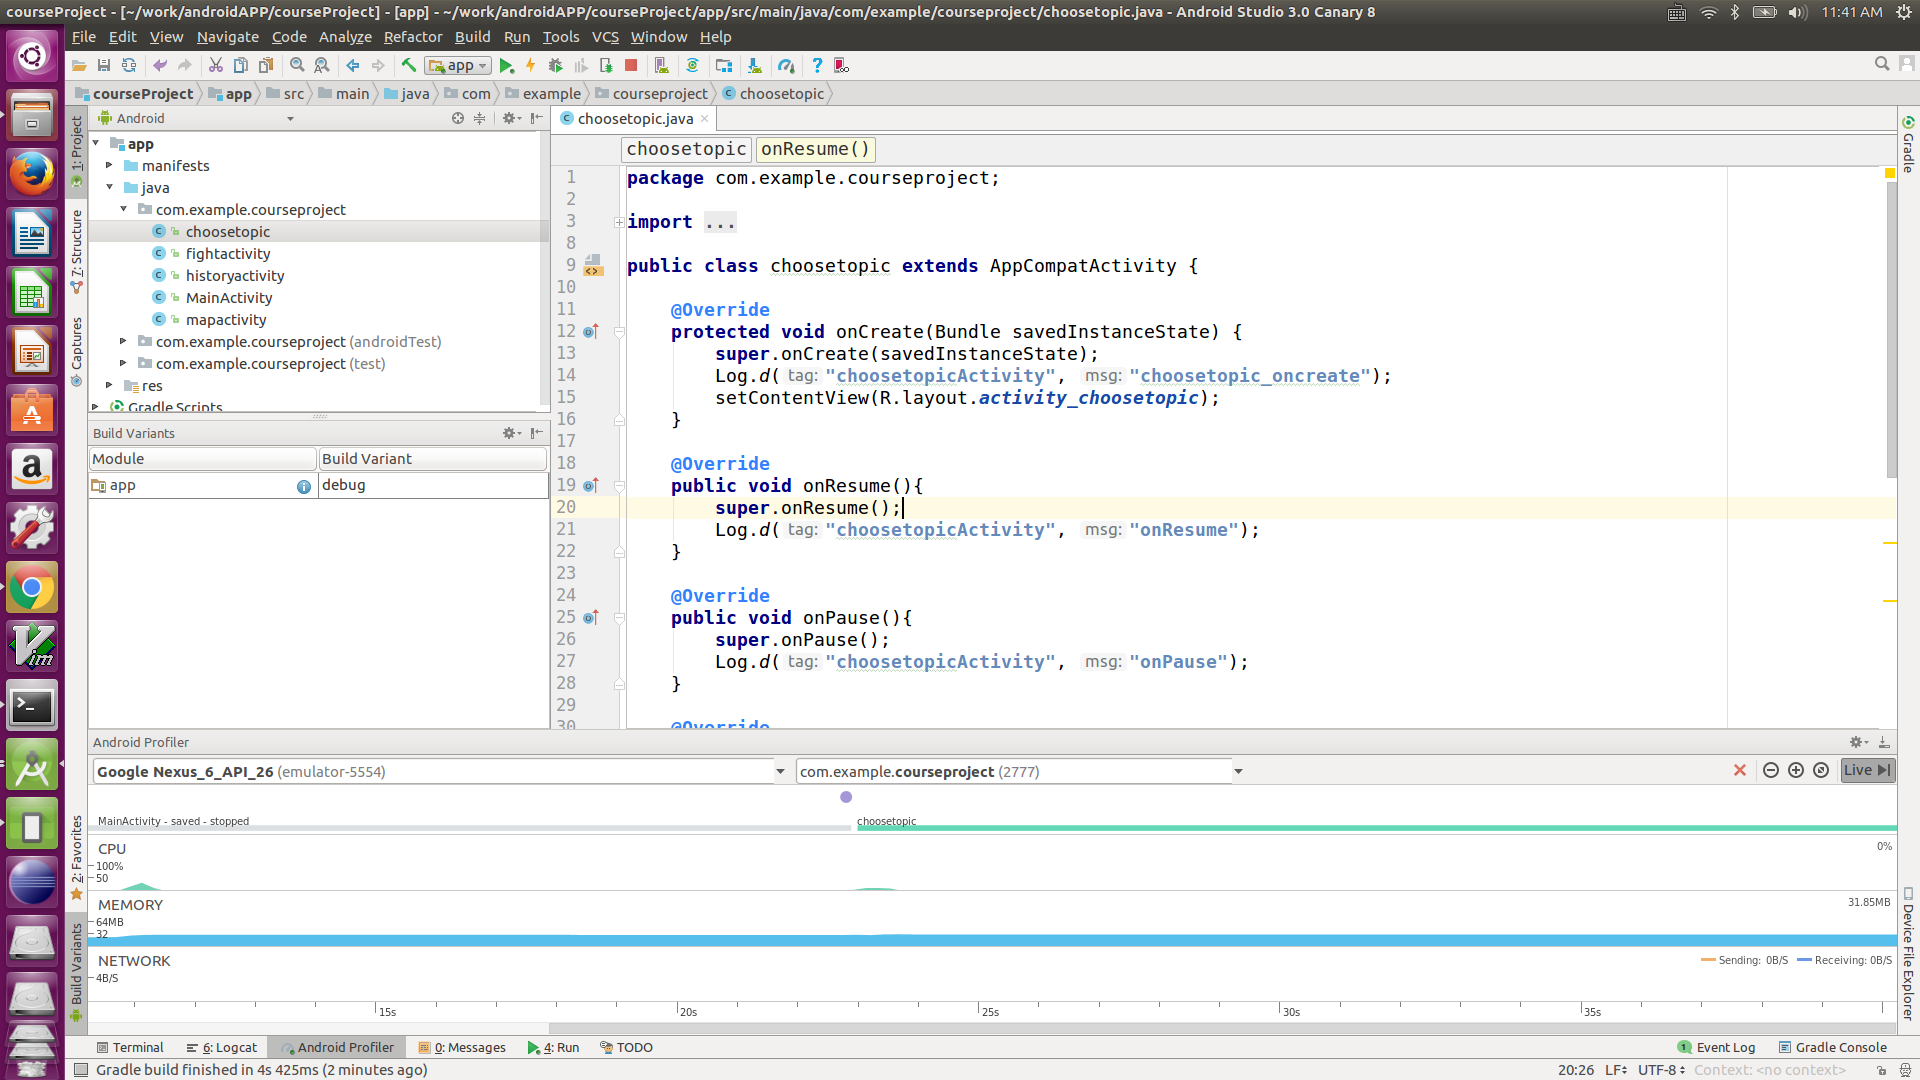 courseProject - [~/work/androidAPP/courseProject] - [app] - ~/work/androidAPP/courseProject/app/src/main/java/com/example/courseproject/choosetopic.java - Android Studio 3.0 Canary 8
11:41 AM
File Edit View Navigate Code Analyze Refactor Build Run Tools VCS Window Help
app
courseProject app src main java com example courseproject choosetopic
1: Project
7: Structure
Captures
2: Favorites
Build Variants
Android
app
manifests
java
com.example.courseproject
choosetopic
fightactivity
historyactivity
MainActivity
mapactivity
com.example.courseproject (androidTest)
com.example.courseproject (test)
res
Gradle Scripts
Build Variants
Module Build Variant
app debug
choosetopic.java
choosetopic onResume()
1 package com.example.courseproject;
2
3 import ...
8
9 public class choosetopic extends AppCompatActivity {
10
11 @Override
12 protected void onCreate(Bundle savedInstanceState) {
13 super.onCreate(savedInstanceState);
14 Log.d( tag: "choosetopicActivity", msg: "choosetopic_oncreate");
15 setContentView(R.layout.activity_choosetopic);
16 }
17
18 @Override
19 public void onResume(){
20 super.onResume();
21 Log.d( tag: "choosetopicActivity", msg: "onResume");
22 }
23
24 @Override
25 public void onPause(){
26 super.onPause();
27 Log.d( tag: "choosetopicActivity", msg: "onPause");
28 }
29
30 @Override
Gradle
Device File Explorer
Android Profiler
Google Nexus_6_API_26 (emulator-5554) com.example.courseproject (2777) Live
MainActivity - saved - stopped choosetopic
CPU 0%
100%
50
MEMORY 31.85MB
64MB
32
NETWORK Sending: 0B/S Receiving: 0B/S
4B/S
15s 20s 25s 30s 35s
Terminal 6: Logcat Android Profiler 0: Messages 4: Run TODO 1 Event Log Gradle Console
Gradle build finished in 4s 425ms (2 minutes ago) 20:26 LF UTF-8 Context: <no context>